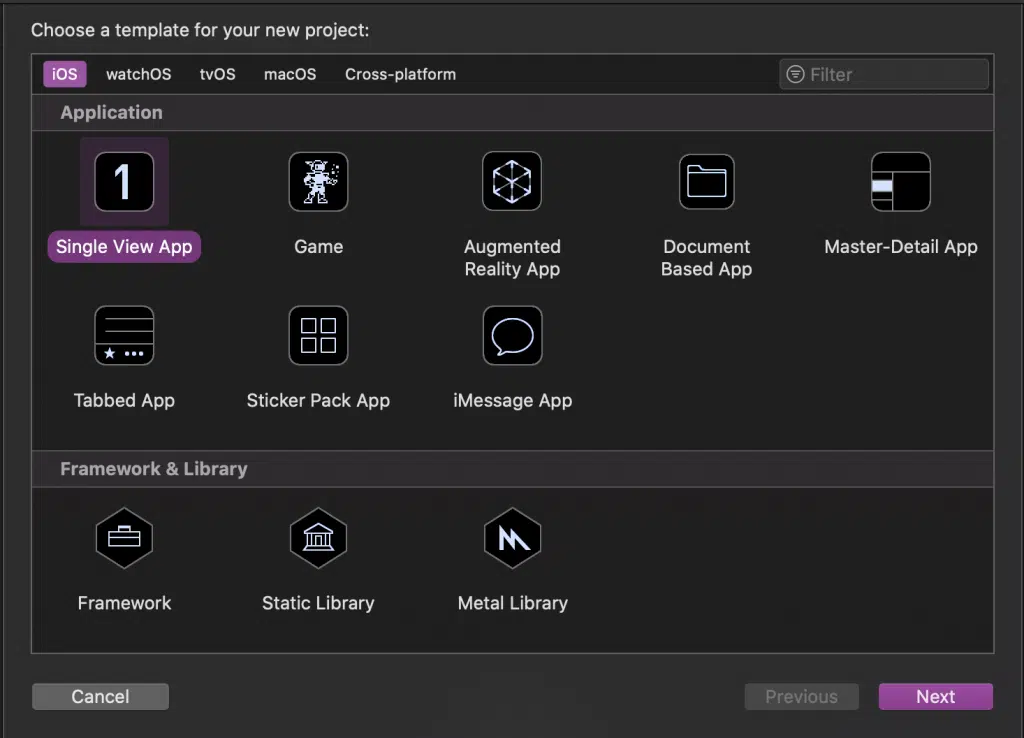 Choose a template for your new project:
iOS watchOS tvOS macOS Cross-platform Filter
Application
1
Single View App Game Augmented Reality App Document Based App Master-Detail App
Tabbed App Sticker Pack App iMessage App
Framework & Library
Framework Static Library Metal Library
Cancel Previous Next